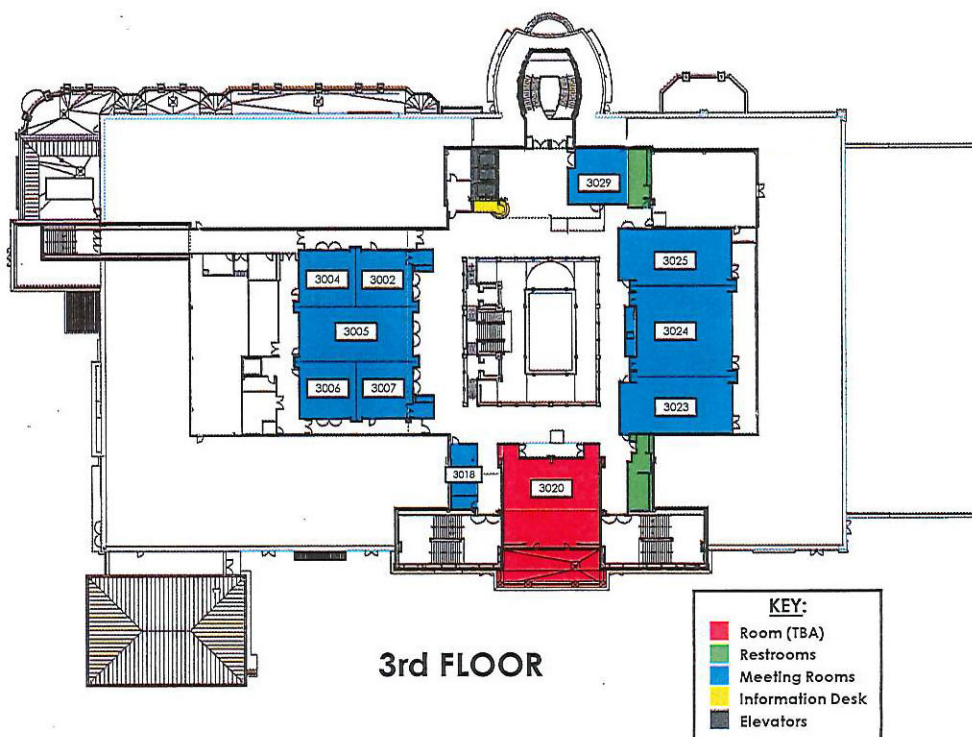 3029
3025
3004
3002
3024
3005
3006
3007
3023
3018
3020
3rd FLOOR
KEY:
Room (TBA)
Restrooms
Meeting Rooms
Information Desk
Elevators